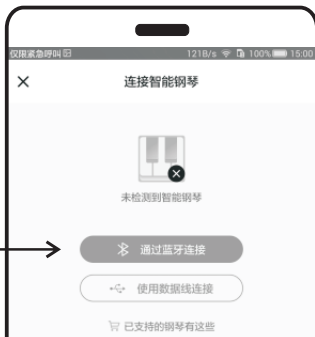 仅限紧急呼叫 121B/s 100% 15:00
连接智能钢琴
未检测到智能钢琴
通过蓝牙连接
使用数据线连接
已支持的钢琴有这些